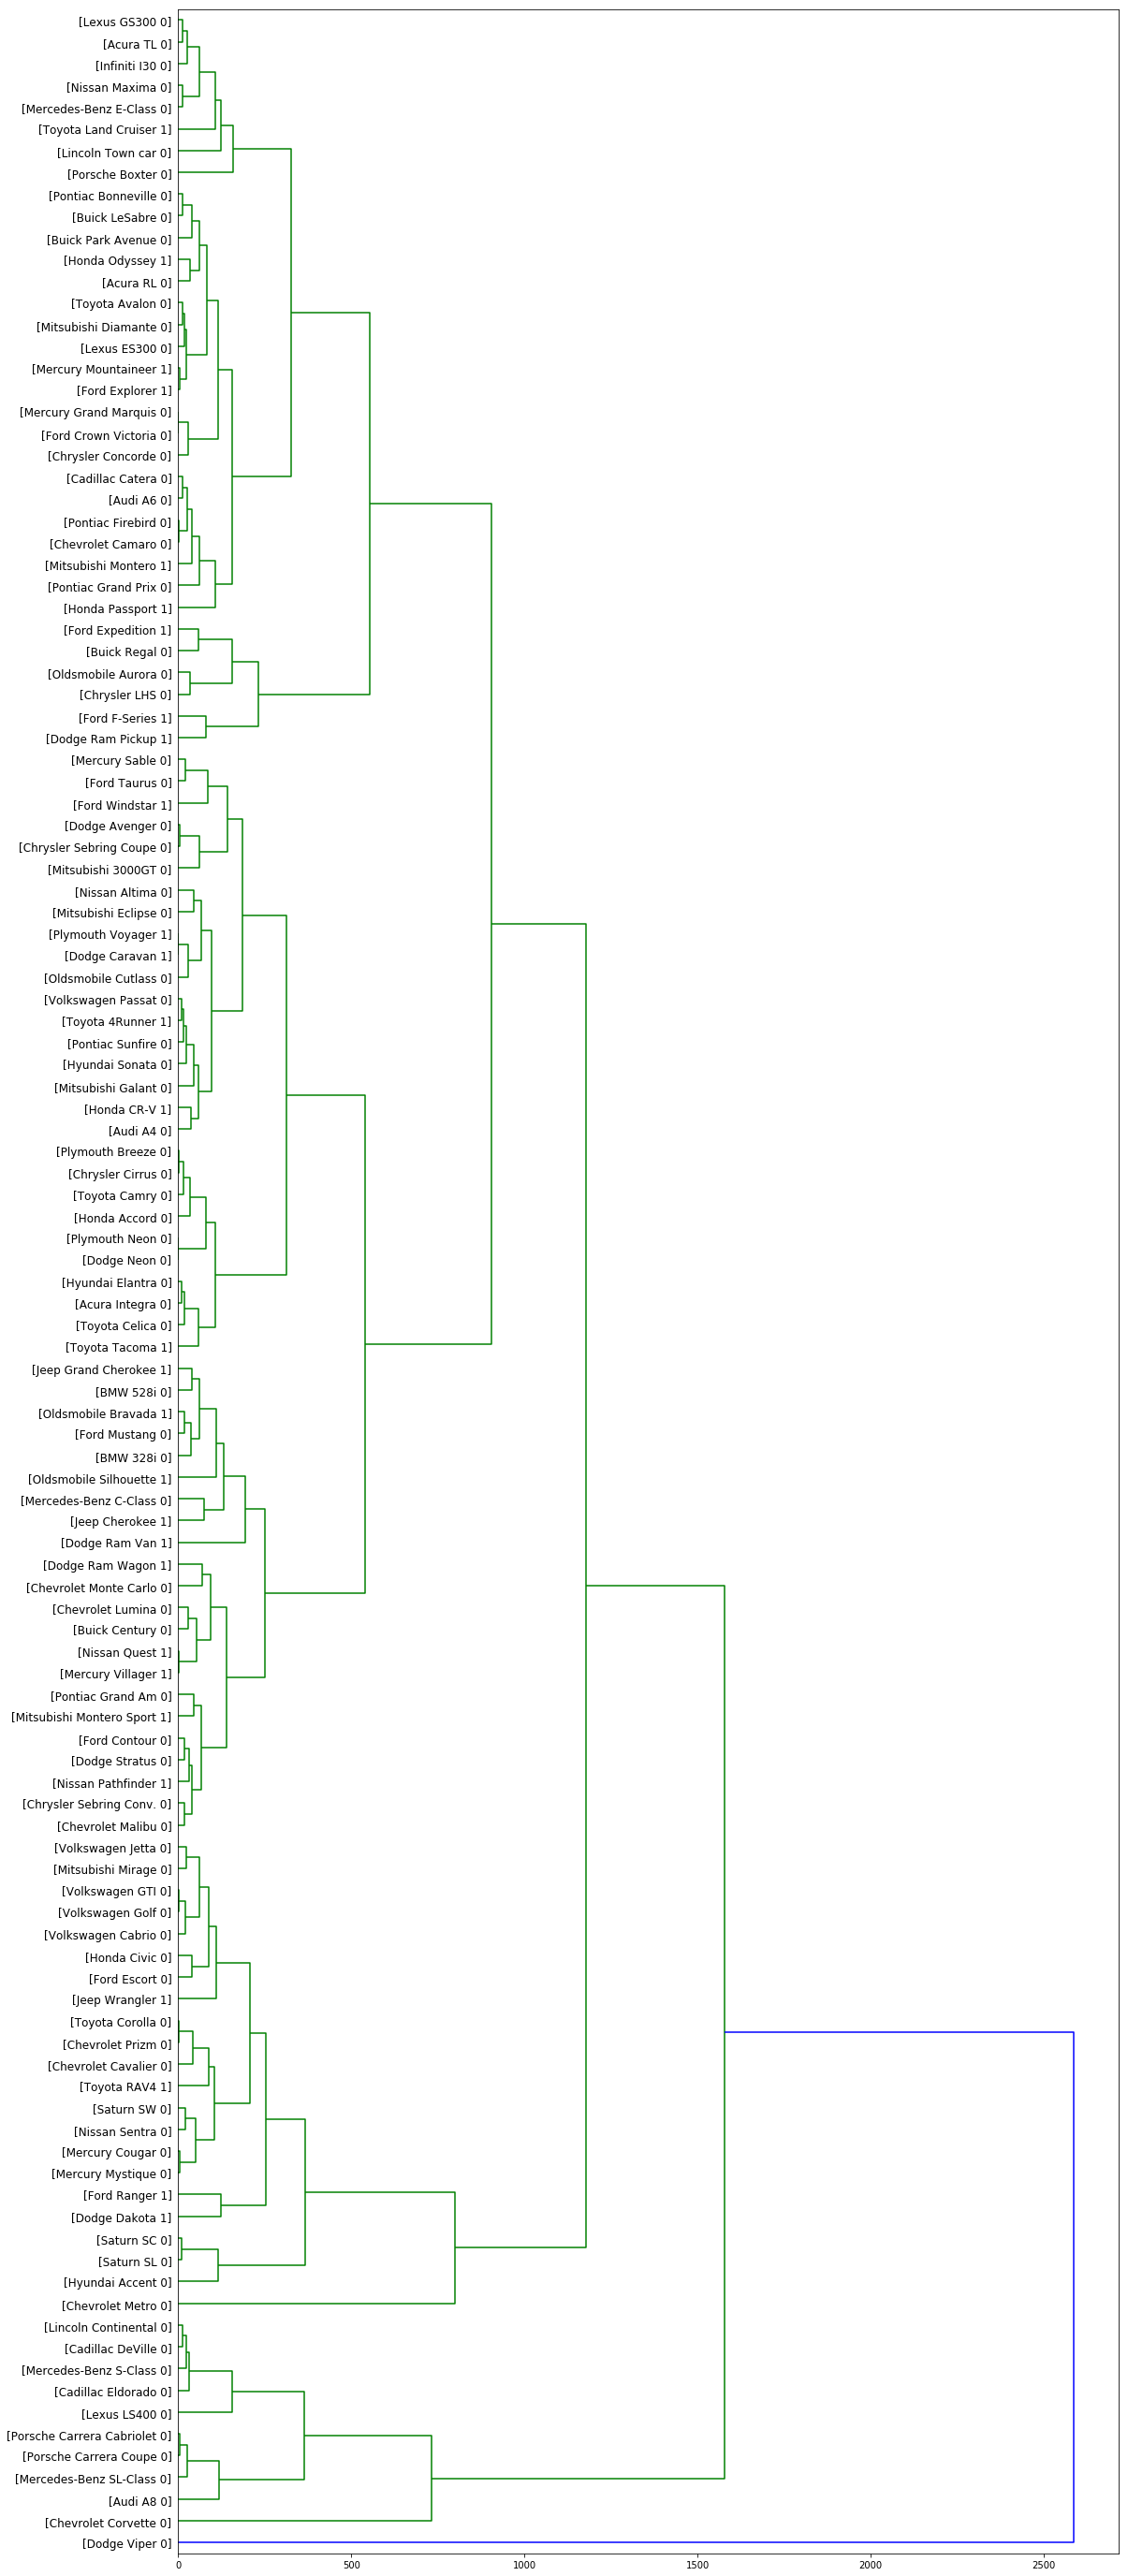 [Lexus GS300 0]
[Acura TL 0]
[Infiniti I30 0]
[Nissan Maxima 0]
[Mercedes-Benz E-Class 0]
[Toyota Land Cruiser 1]
[Lincoln Town car 0]
[Porsche Boxter 0]
[Pontiac Bonneville 0]
[Buick LeSabre 0]
[Buick Park Avenue 0]
[Honda Odyssey 1]
[Acura RL 0]
[Toyota Avalon 0]
[Mitsubishi Diamante 0]
[Lexus ES300 0]
[Mercury Mountaineer 1]
[Ford Explorer 1]
[Mercury Grand Marquis 0]
[Ford Crown Victoria 0]
[Chrysler Concorde 0]
[Cadillac Catera 0]
[Audi A6 0]
[Pontiac Firebird 0]
[Chevrolet Camaro 0]
[Mitsubishi Montero 1]
[Pontiac Grand Prix 0]
[Honda Passport 1]
[Ford Expedition 1]
[Buick Regal 0]
[Oldsmobile Aurora 0]
[Chrysler LHS 0]
[Ford F-Series 1]
[Dodge Ram Pickup 1]
[Mercury Sable 0]
[Ford Taurus 0]
[Ford Windstar 1]
[Dodge Avenger 0]
[Chrysler Sebring Coupe 0]
[Mitsubishi 3000GT 0]
[Nissan Altima 0]
[Mitsubishi Eclipse 0]
[Plymouth Voyager 1]
[Dodge Caravan 1]
[Oldsmobile Cutlass 0]
[Volkswagen Passat 0]
[Toyota 4Runner 1]
[Pontiac Sunfire 0]
[Hyundai Sonata 0]
[Mitsubishi Galant 0]
[Honda CR-V 1]
[Audi A4 0]
[Plymouth Breeze 0]
[Chrysler Cirrus 0]
[Toyota Camry 0]
[Honda Accord 0]
[Plymouth Neon 0]
[Dodge Neon 0]
[Hyundai Elantra 0]
[Acura Integra 0]
[Toyota Celica 0]
[Toyota Tacoma 1]
[Jeep Grand Cherokee 1]
[BMW 528i 0]
[Oldsmobile Bravada 1]
[Ford Mustang 0]
[BMW 328i 0]
[Oldsmobile Silhouette 1]
[Mercedes-Benz C-Class 0]
[Jeep Cherokee 1]
[Dodge Ram Van 1]
[Dodge Ram Wagon 1]
[Chevrolet Monte Carlo 0]
[Chevrolet Lumina 0]
[Buick Century 0]
[Nissan Quest 1]
[Mercury Villager 1]
[Pontiac Grand Am 0]
[Mitsubishi Montero Sport 1]
[Ford Contour 0]
[Dodge Stratus 0]
[Nissan Pathfinder 1]
[Chrysler Sebring Conv. 0]
[Chevrolet Malibu 0]
[Volkswagen Jetta 0]
[Mitsubishi Mirage 0]
[Volkswagen GTI 0]
[Volkswagen Golf 0]
[Volkswagen Cabrio 0]
[Honda Civic 0]
[Ford Escort 0]
[Jeep Wrangler 1]
[Toyota Corolla 0]
[Chevrolet Prizm 0]
[Chevrolet Cavalier 0]
[Toyota RAV4 1]
[Saturn SW 0]
[Nissan Sentra 0]
[Mercury Cougar 0]
[Mercury Mystique 0]
[Ford Ranger 1]
[Dodge Dakota 1]
[Saturn SC 0]
[Saturn SL 0]
[Hyundai Accent 0]
[Chevrolet Metro 0]
[Lincoln Continental 0]
[Cadillac DeVille 0]
[Mercedes-Benz S-Class 0]
[Cadillac Eldorado 0]
[Lexus LS400 0]
[Porsche Carrera Cabriolet 0]
[Porsche Carrera Coupe 0]
[Mercedes-Benz SL-Class 0]
[Audi A8 0]
[Chevrolet Corvette 0]
[Dodge Viper 0]
0 500 1000 1500 2000 2500